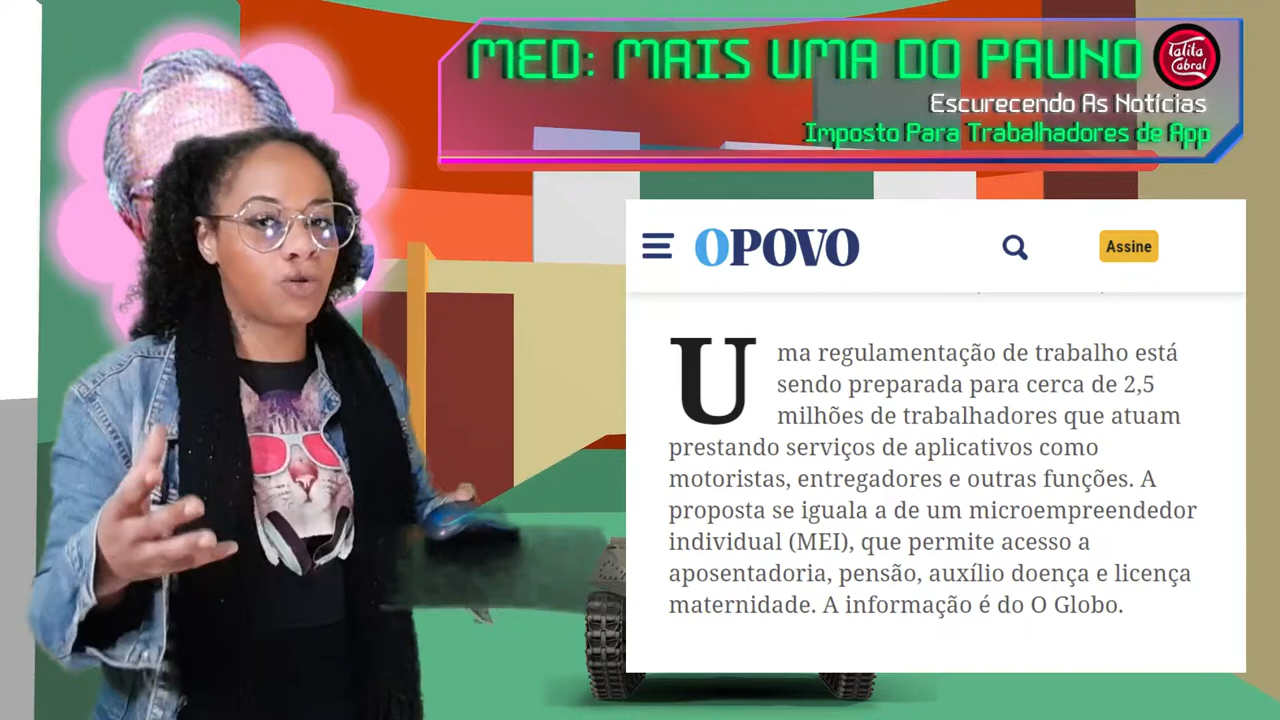 MED: MAIS UMA DO PAUNO
Talita
Cabral
Escurecendo As Notícias
Imposto Para Trabalhadores de App
OPOVO
Assine
Uma regulamentação de trabalho está
sendo preparada para cerca de 2,5
milhões de trabalhadores que atuam
prestando serviços de aplicativos como
motoristas, entregadores e outras funções. A
proposta se iguala a de um microempreendedor
individual (MEI), que permite acesso a
aposentadoria, pensão, auxílio doença e licença
maternidade. A informação é do O Globo.